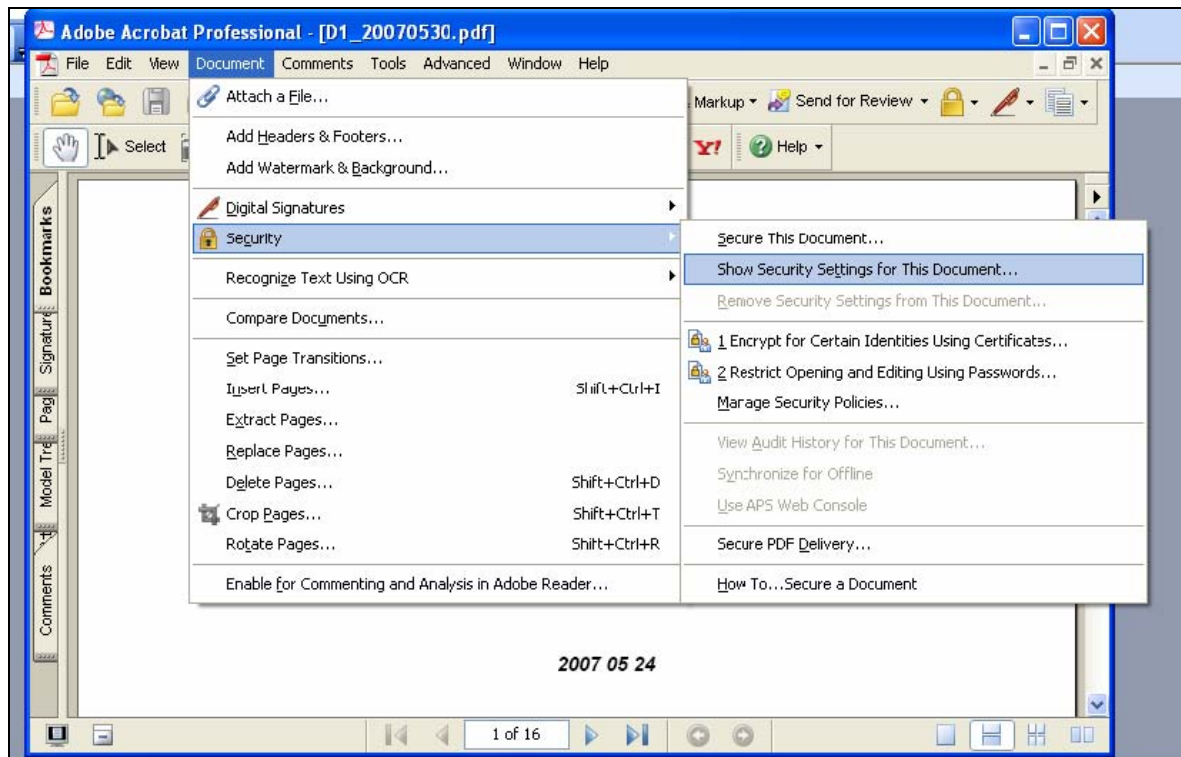 Adobe Acrobat Professional - [D1_20070530.pdf]
File Edit View Document Comments Tools Advanced Window Help
Attach a File...
Markup Send for Review
Add Headers & Footers...
Select
Help
Add Watermark & Background...
Digital Signatures
Security
Recognize Text Using OCR
Compare Documents...
Set Page Transitions...
Insert Pages... Shift+Ctrl+I
Extract Pages...
Replace Pages...
Delete Pages... Shift+Ctrl+D
Crop Pages... Shift+Ctrl+T
Rotate Pages... Shift+Ctrl+R
Enable for Commenting and Analysis in Adobe Reader...
Secure This Document...
Show Security Settings for This Document...
Remove Security Settings from This Document...
1 Encrypt for Certain Identities Using Certificates...
2 Restrict Opening and Editing Using Passwords...
Manage Security Policies...
View Audit History for This Document...
Synchronize for Offline
Use APS Web Console
Secure PDF Delivery...
How To...Secure a Document
Bookmarks
Signature
Pag
Model Tre
Comments
2007 05 24
1 of 16